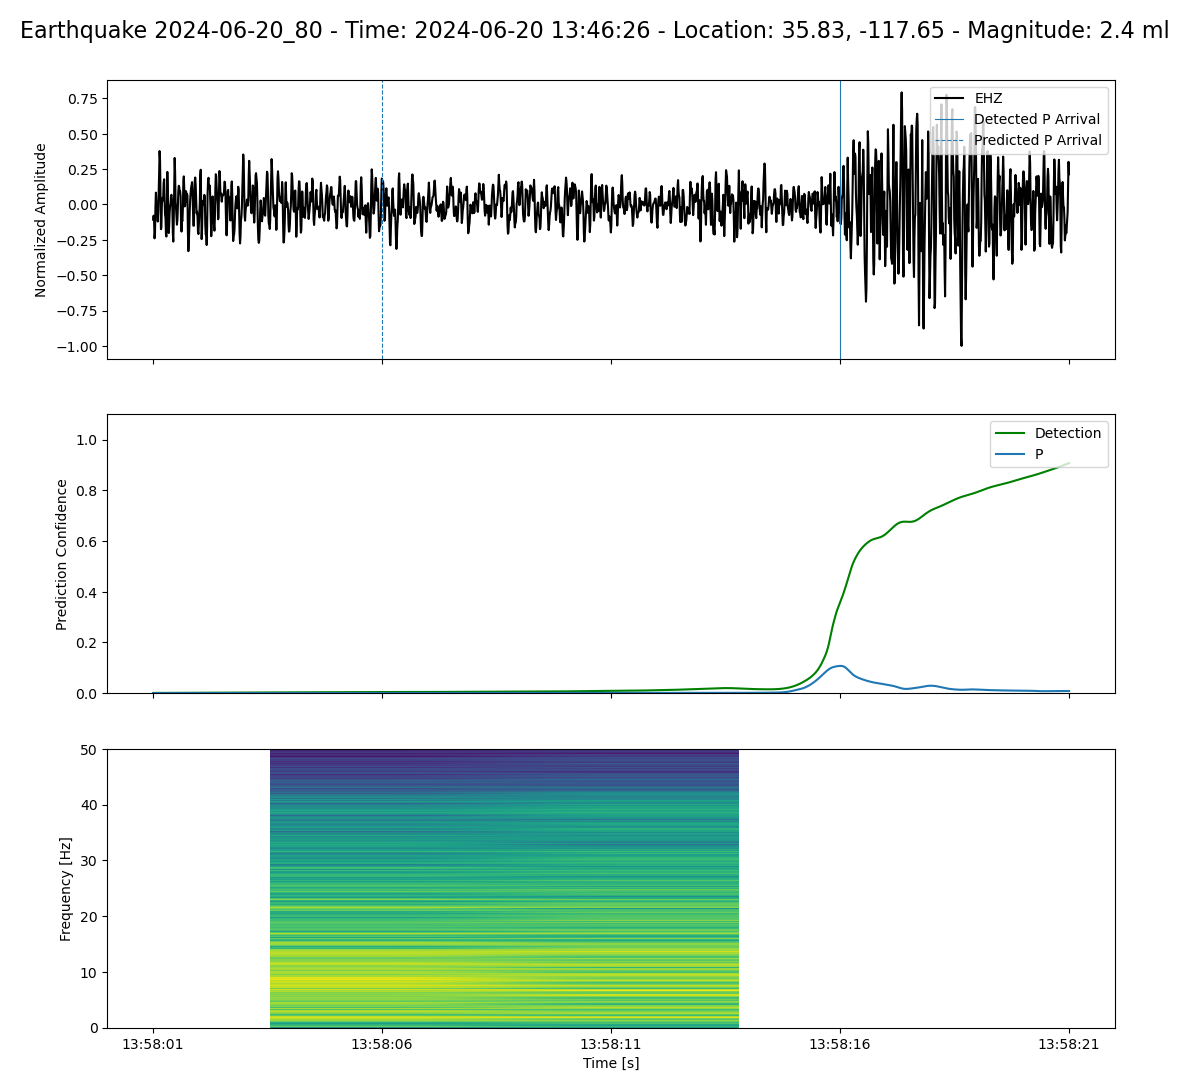 Earthquake 2024-06-20_80 - Time: 2024-06-20 13:46:26 - Location: 35.83, -117.65 - Magnitude: 2.4 ml
EHZ
Detected P Arrival
Predicted P Arrival
0.75
0.50
0.25
0.00
−0.25
−0.50
−0.75
−1.00
Normalized Amplitude
Detection
P
1.0
0.8
0.6
0.4
0.2
0.0
Prediction Confidence
50
40
30
20
10
0
Frequency [Hz]
13:58:01 13:58:06 13:58:11 13:58:16 13:58:21
Time [s]